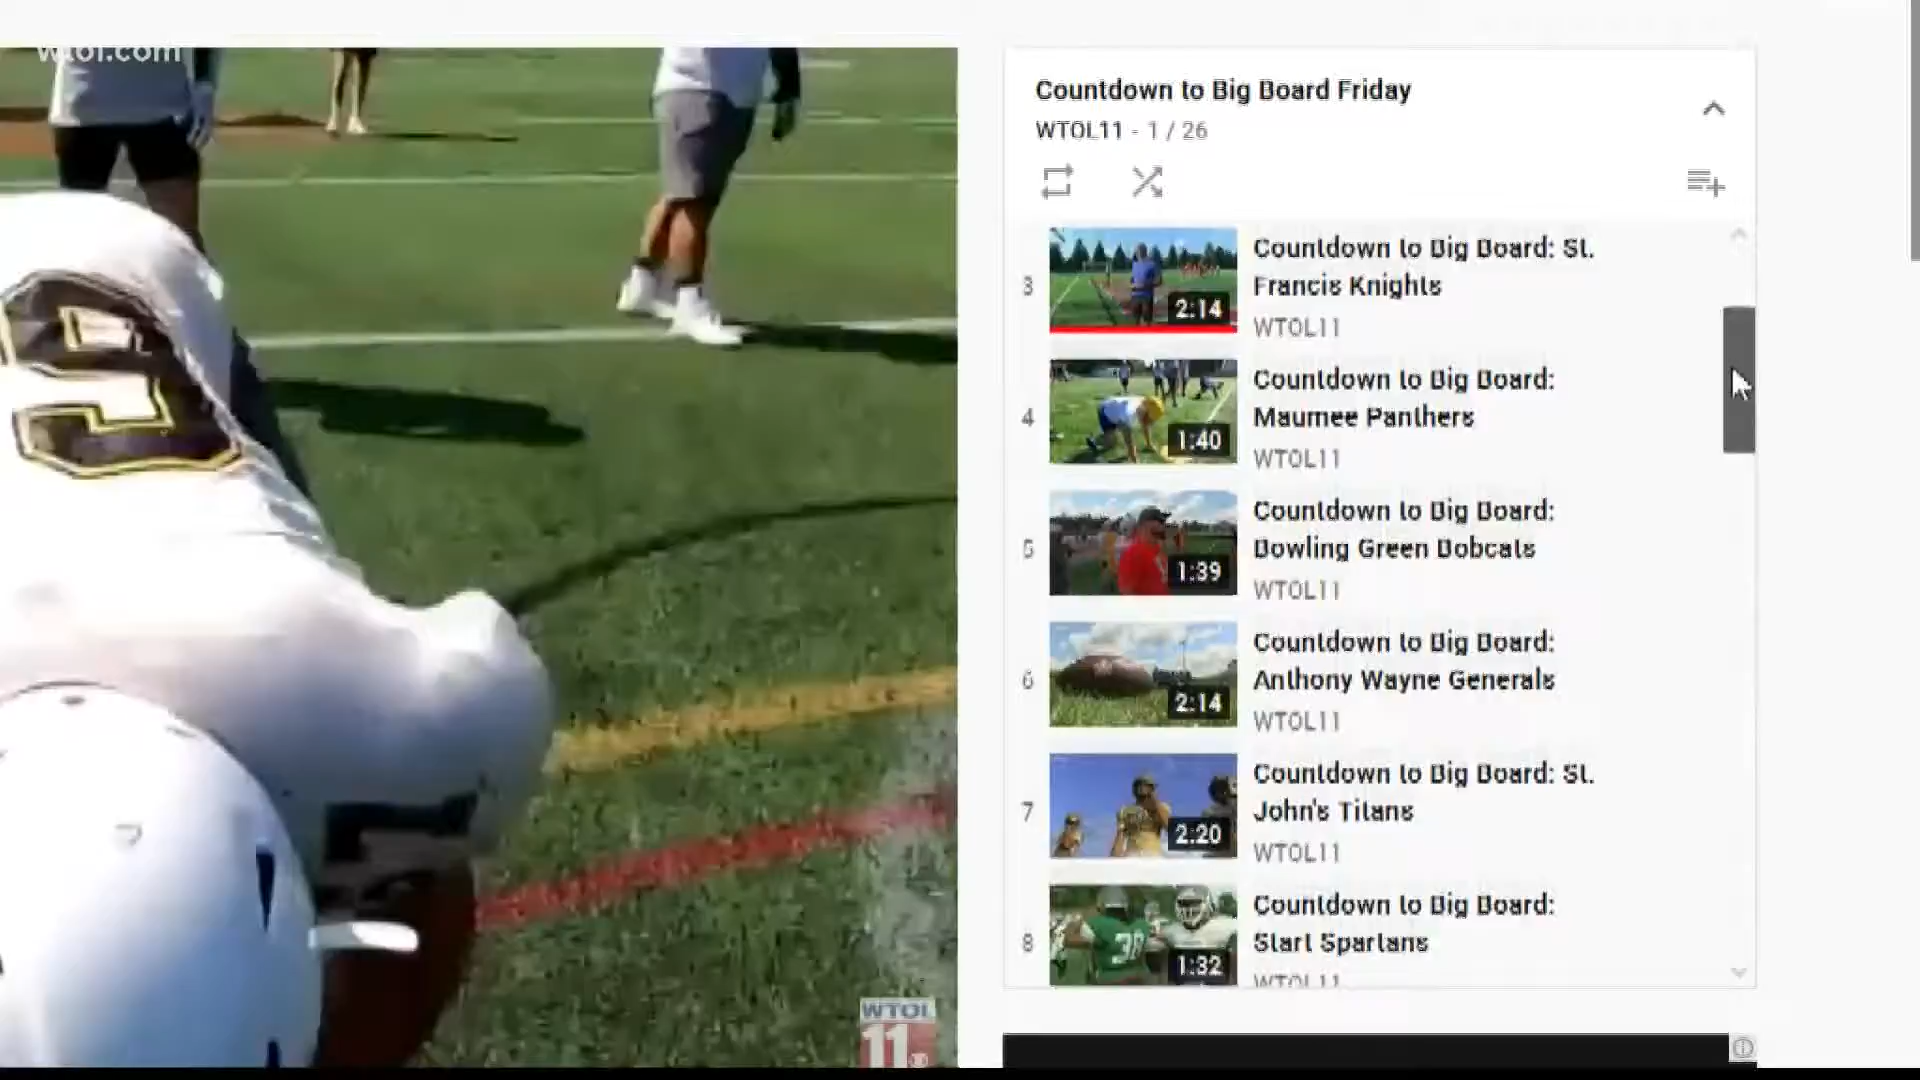 wtol.com
Countdown to Big Board Friday
WTOL11 - 1 / 26
3
2:14
Countdown to Big Board: St.
Francis Knights
WTOL11
4
1:40
Countdown to Big Board:
Maumee Panthers
WTOL11
5
1:39
Countdown to Big Board:
Bowling Green Bobcats
WTOL11
6
2:14
Countdown to Big Board:
Anthony Wayne Generals
WTOL11
7
2:20
Countdown to Big Board: St.
John's Titans
WTOL11
8
38
1:32
Countdown to Big Board:
Start Spartans
WTOL11
WTOL
11